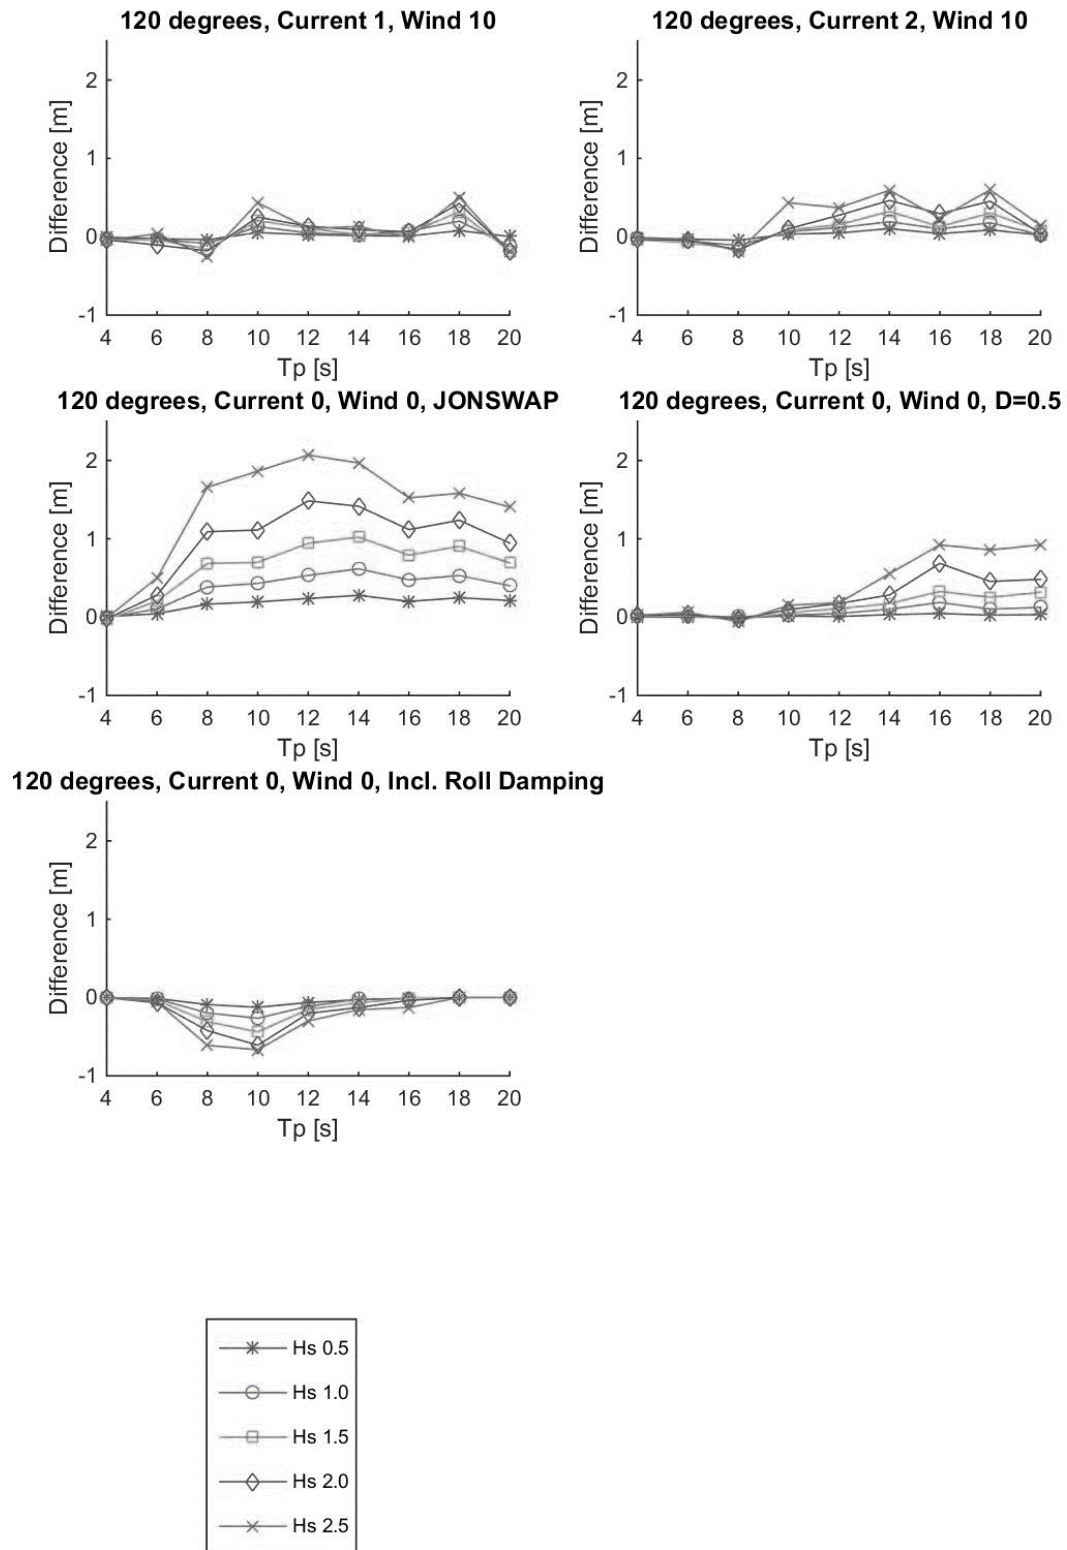 120 degrees, Current 1, Wind 10
Difference [m]
2
1
0
-1
4 6 8 10 12 14 16 18 20
Tp [s]
120 degrees, Current 2, Wind 10
Difference [m]
2
1
0
-1
4 6 8 10 12 14 16 18 20
Tp [s]
120 degrees, Current 0, Wind 0, JONSWAP
Difference [m]
2
1
0
-1
4 6 8 10 12 14 16 18 20
Tp [s]
120 degrees, Current 0, Wind 0, D=0.5
Difference [m]
2
1
0
-1
4 6 8 10 12 14 16 18 20
Tp [s]
120 degrees, Current 0, Wind 0, Incl. Roll Damping
Difference [m]
2
1
0
-1
4 6 8 10 12 14 16 18 20
Tp [s]
Hs 0.5
Hs 1.0
Hs 1.5
Hs 2.0
Hs 2.5